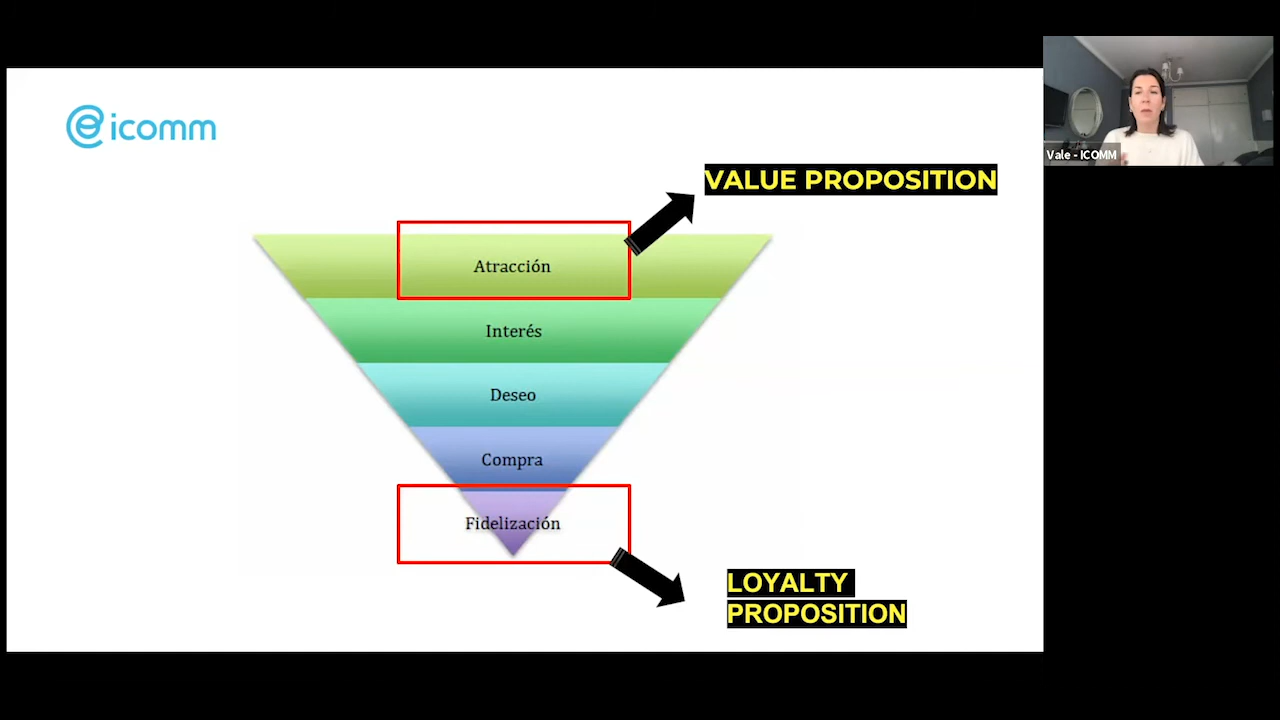 icomm
Vale - ICOMM
VALUE PROPOSITION
Atracción
Interés
Deseo
Compra
Fidelización
LOYALTY
PROPOSITION